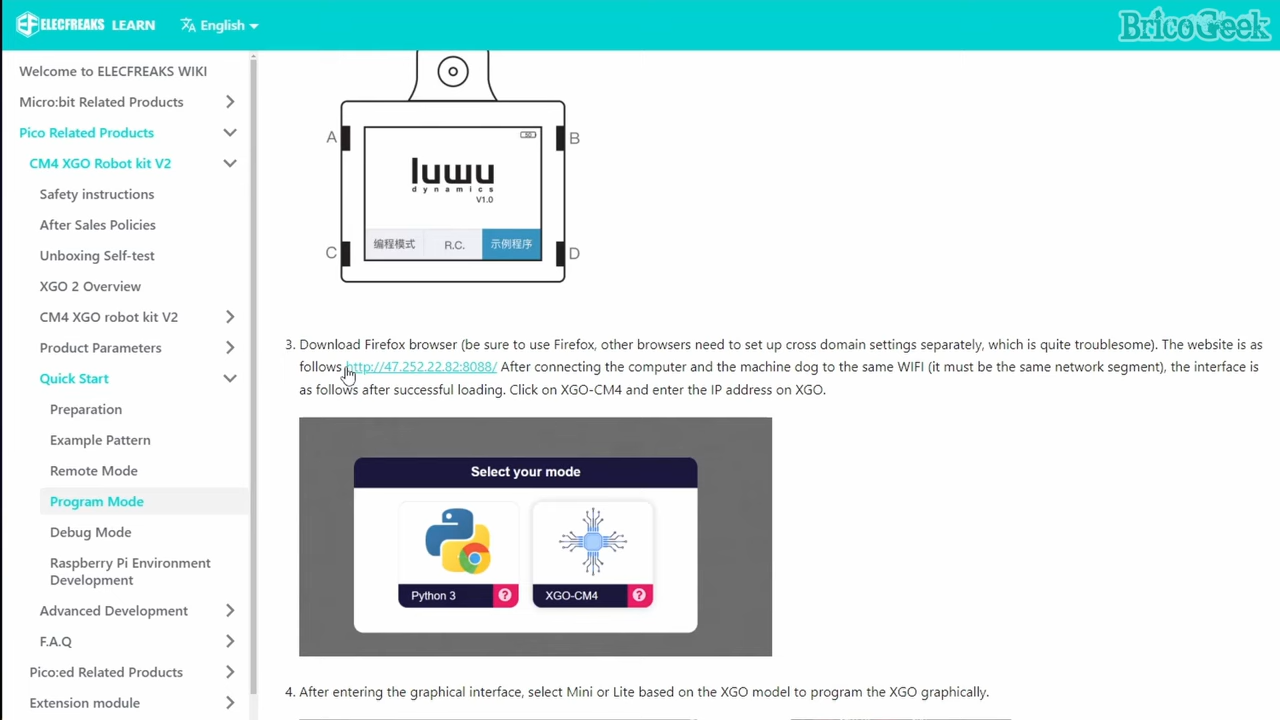 ELECFREAKS LEARN
English
BricoGeek
Welcome to ELECFREAKS WIKI
Micro:bit Related Products
Pico Related Products
CM4 XGO Robot kit V2
Safety instructions
After Sales Policies
Unboxing Self-test
XGO 2 Overview
CM4 XGO robot kit V2
Product Parameters
Quick Start
Preparation
Example Pattern
Remote Mode
Program Mode
Debug Mode
Raspberry Pi Environment
Development
Advanced Development
F.A.Q
Pico:ed Related Products
Extension module
A
B
luwu
dynamics
V1.0
C
编程模式
R.C.
示例程序
D
3. Download Firefox browser (be sure to use Firefox, other browsers need to set up cross domain settings separately, which is quite troublesome). The website is as
follows http://47.252.22.82:8088/ After connecting the computer and the machine dog to the same WIFI (it must be the same network segment), the interface is
as follows after successful loading. Click on XGO-CM4 and enter the IP address on XGO.
Select your mode
Python 3 ?
XGO-CM4 ?
4. After entering the graphical interface, select Mini or Lite based on the XGO model to program the XGO graphically.